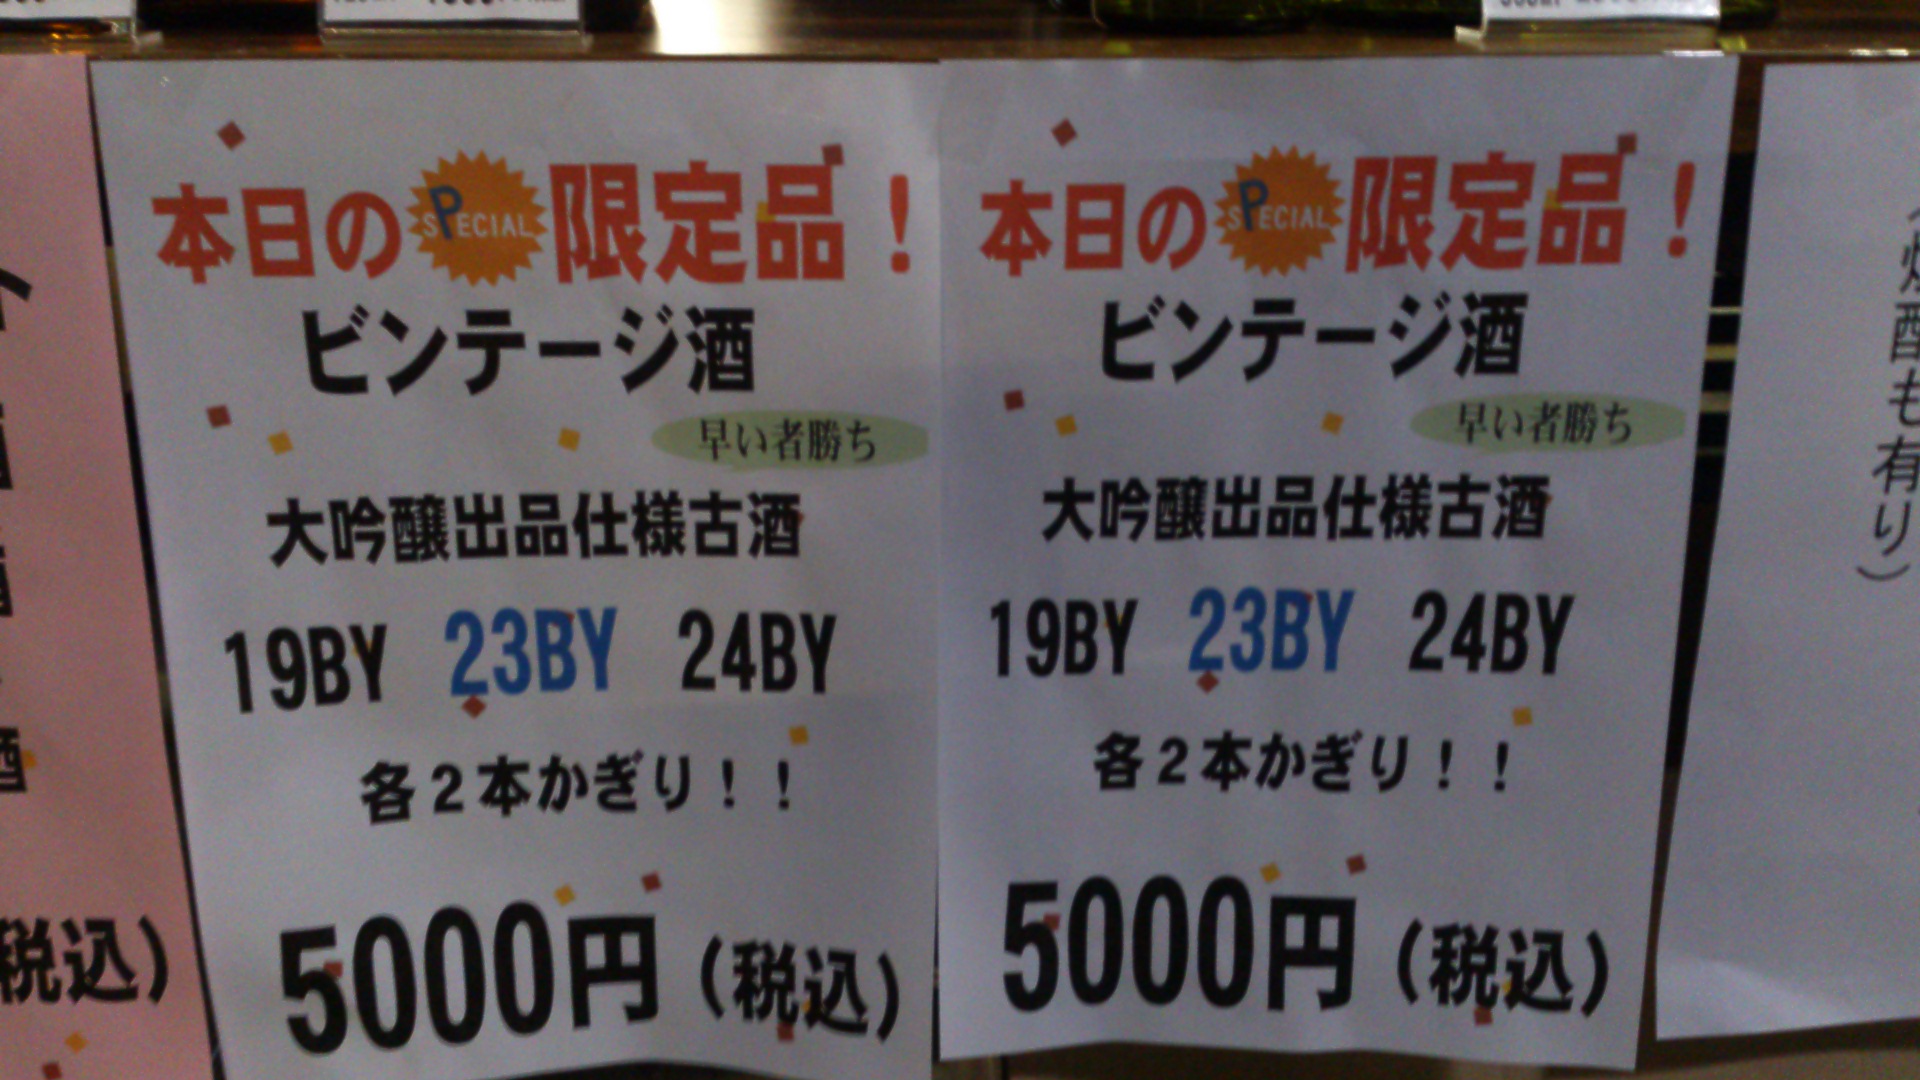 本日の SPECIAL 限定品！
ビンテージ酒
早い者勝ち
大吟醸出品仕様古酒
19BY 23BY 24BY
各２本かぎり！！
5000円（税込）
本日の SPECIAL 限定品！
ビンテージ酒
早い者勝ち
大吟醸出品仕様古酒
19BY 23BY 24BY
各２本かぎり！！
5000円（税込）
税込）
酒
も有り）